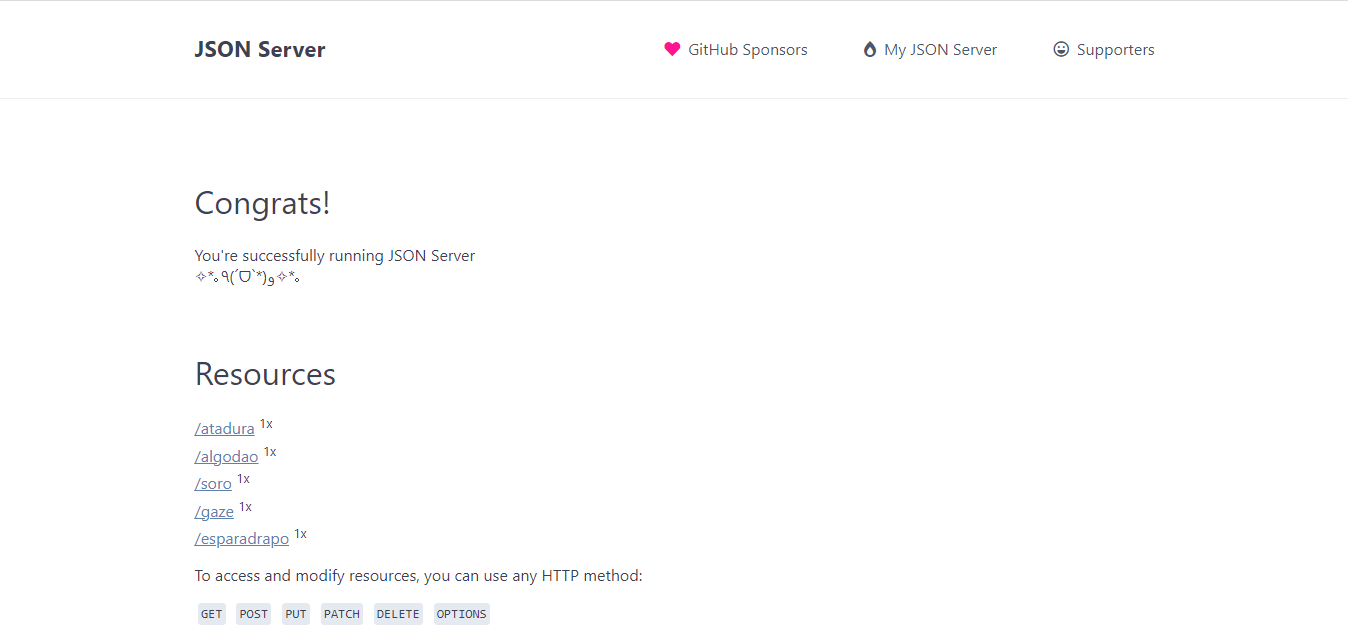 JSON Server
GitHub Sponsors
My JSON Server
Supporters
Congrats!
You're successfully running JSON Server
✧*｡٩(ˊᗜˋ*)و✧*｡
Resources
/atadura 1x
/algodao 1x
/soro 1x
/gaze 1x
/esparadrapo 1x
To access and modify resources, you can use any HTTP method:
GET POST PUT PATCH DELETE OPTIONS